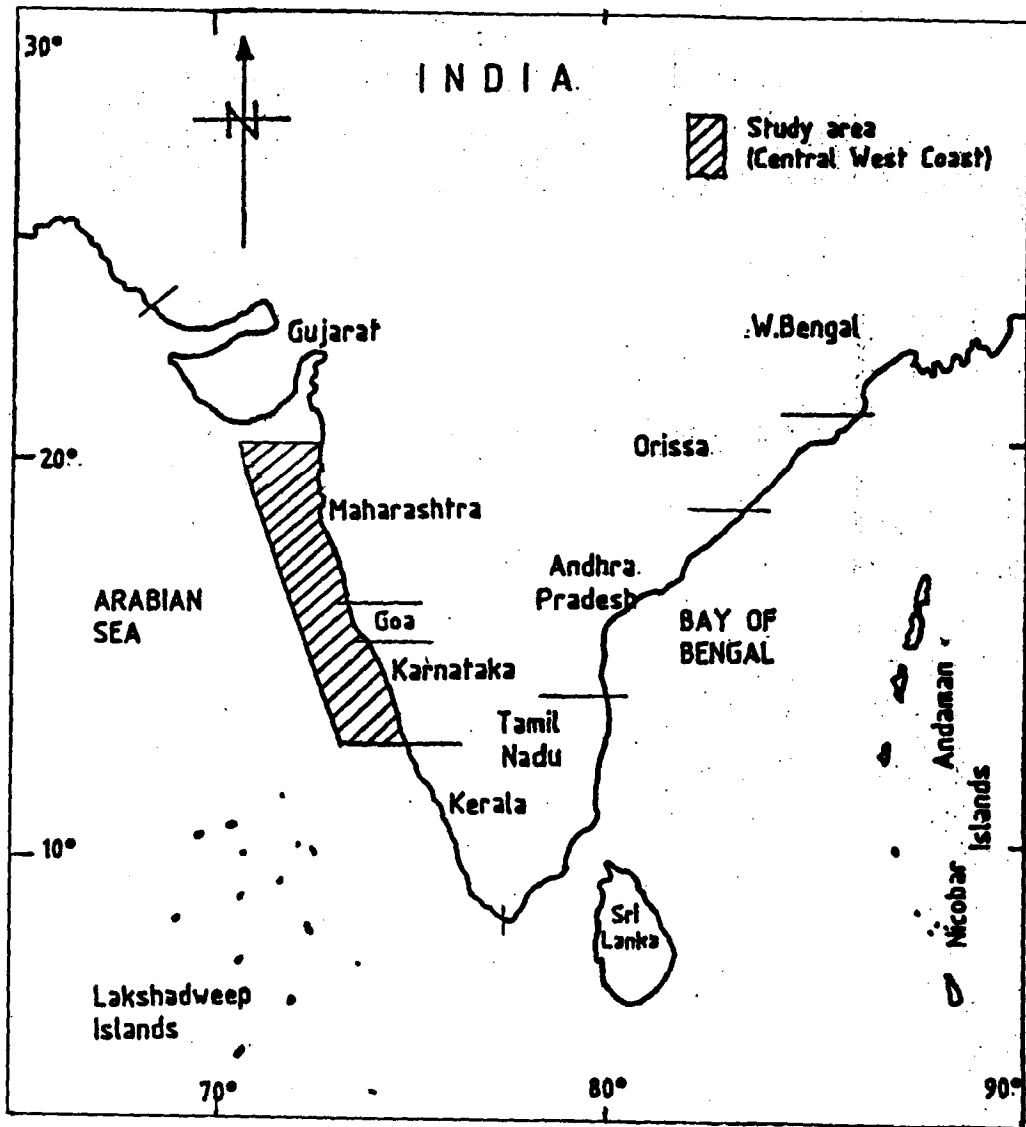 30°
INDIA.
N
Study area
(Central West Coast)
Gujarat
W.Bengal
Orissa
20°
Maharashtra
ARABIAN
SEA
Andhra
Pradesh
Goa
BAY OF
BENGAL
Karnataka
Tamil
Nadu
Andaman
Nicobar Islands
Kerala
10°
Sri
Lanka
Lakshadweep
Islands
70°
80°
90°